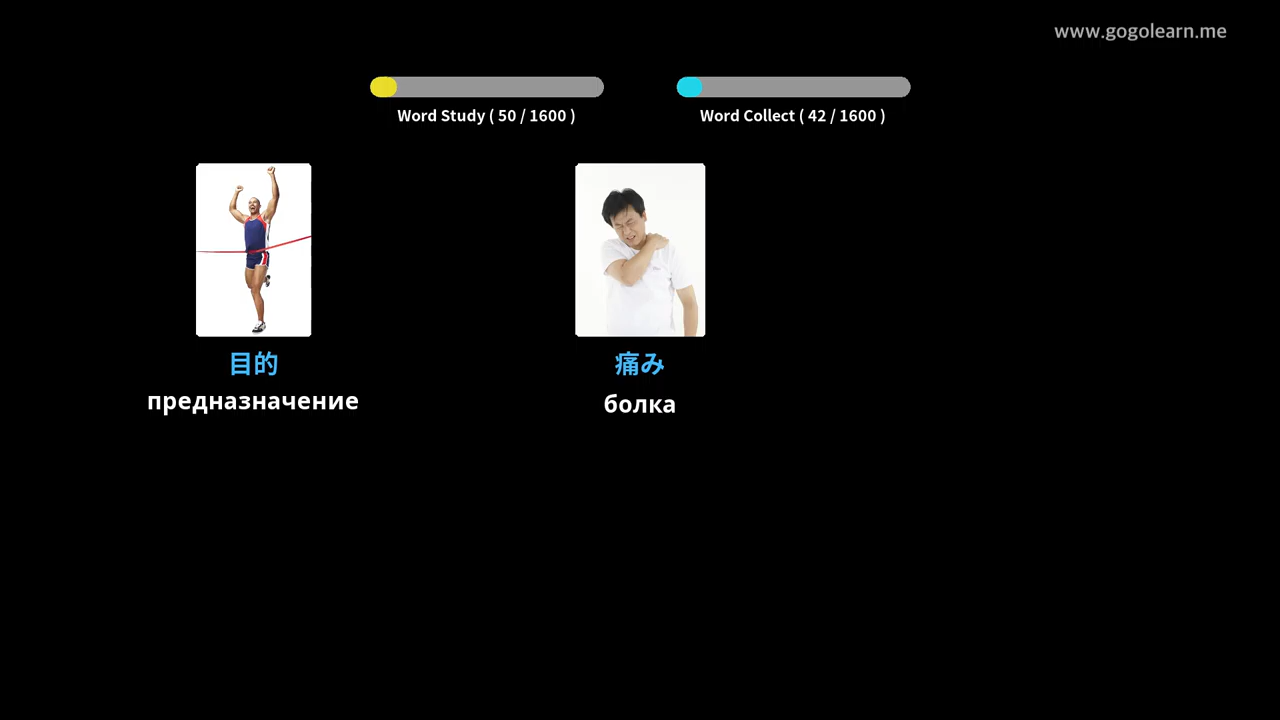 www.gogolearn.me
Word Study ( 50 / 1600 )
Word Collect ( 42 / 1600 )
目的
предназначение
痛み
болка